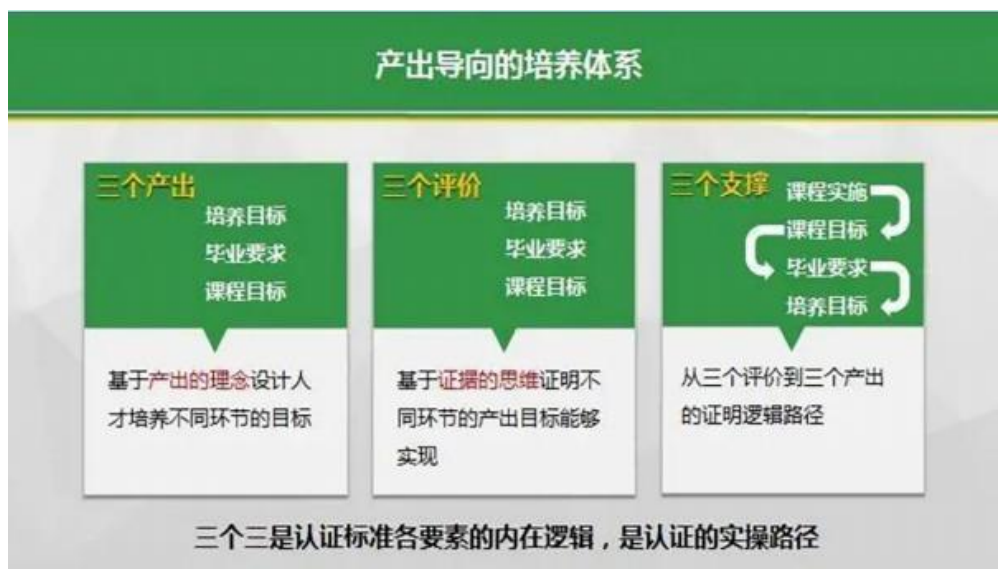 产出导向的培养体系
三个产出
培养目标
毕业要求
课程目标
基于产出的理念设计人
才培养不同环节的目标
三个评价
培养目标
毕业要求
课程目标
基于证据的思维证明不
同环节的产出目标能够
实现
三个支撑
课程实施
课程目标
毕业要求
培养目标
从三个评价到三个产出
的证明逻辑路径
三个三是认证标准各要素的内在逻辑，是认证的实操路径